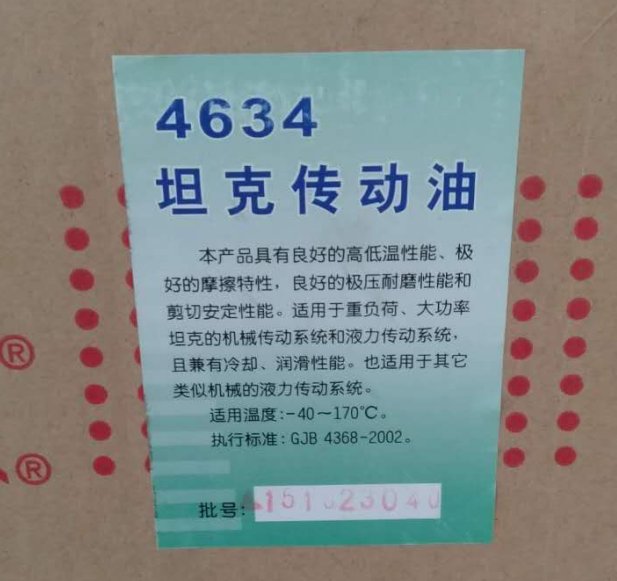 4634
坦克传动油
本产品具有良好的高低温性能、极
好的摩擦特性，良好的极压耐磨性能和
剪切安定性能。适用于重负荷、大功率
坦克的机械传动系统和液力传动系统，
且兼有冷却、润滑性能。也适用于其它
类似机械的液力传动系统。
适用温度:-40～170℃。
执行标准:GJB 4368-2002。
批号:
®
®